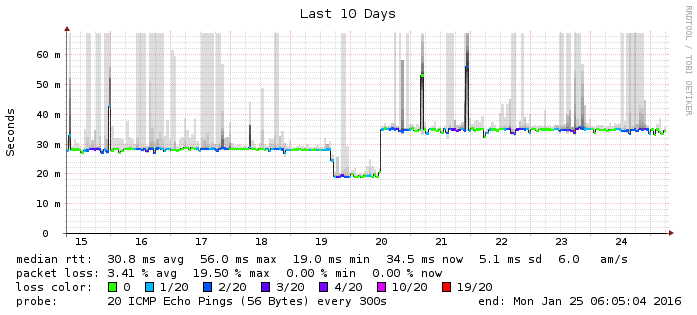 Last 10 Days
RRDTOOL / TOBI OETIKER
Seconds
60 m
50 m
40 m
30 m
20 m
10 m
0
15 16 17 18 19 20 21 22 23 24
median rtt: 30.8 ms avg 56.0 ms max 19.0 ms min 34.5 ms now 5.1 ms sd 6.0 am/s
packet loss: 3.41 % avg 19.50 % max 0.00 % min 0.00 % now
loss color: 0 1/20 2/20 3/20 4/20 10/20 19/20
probe: 20 ICMP Echo Pings (56 Bytes) every 300s end: Mon Jan 25 06:05:04 2016